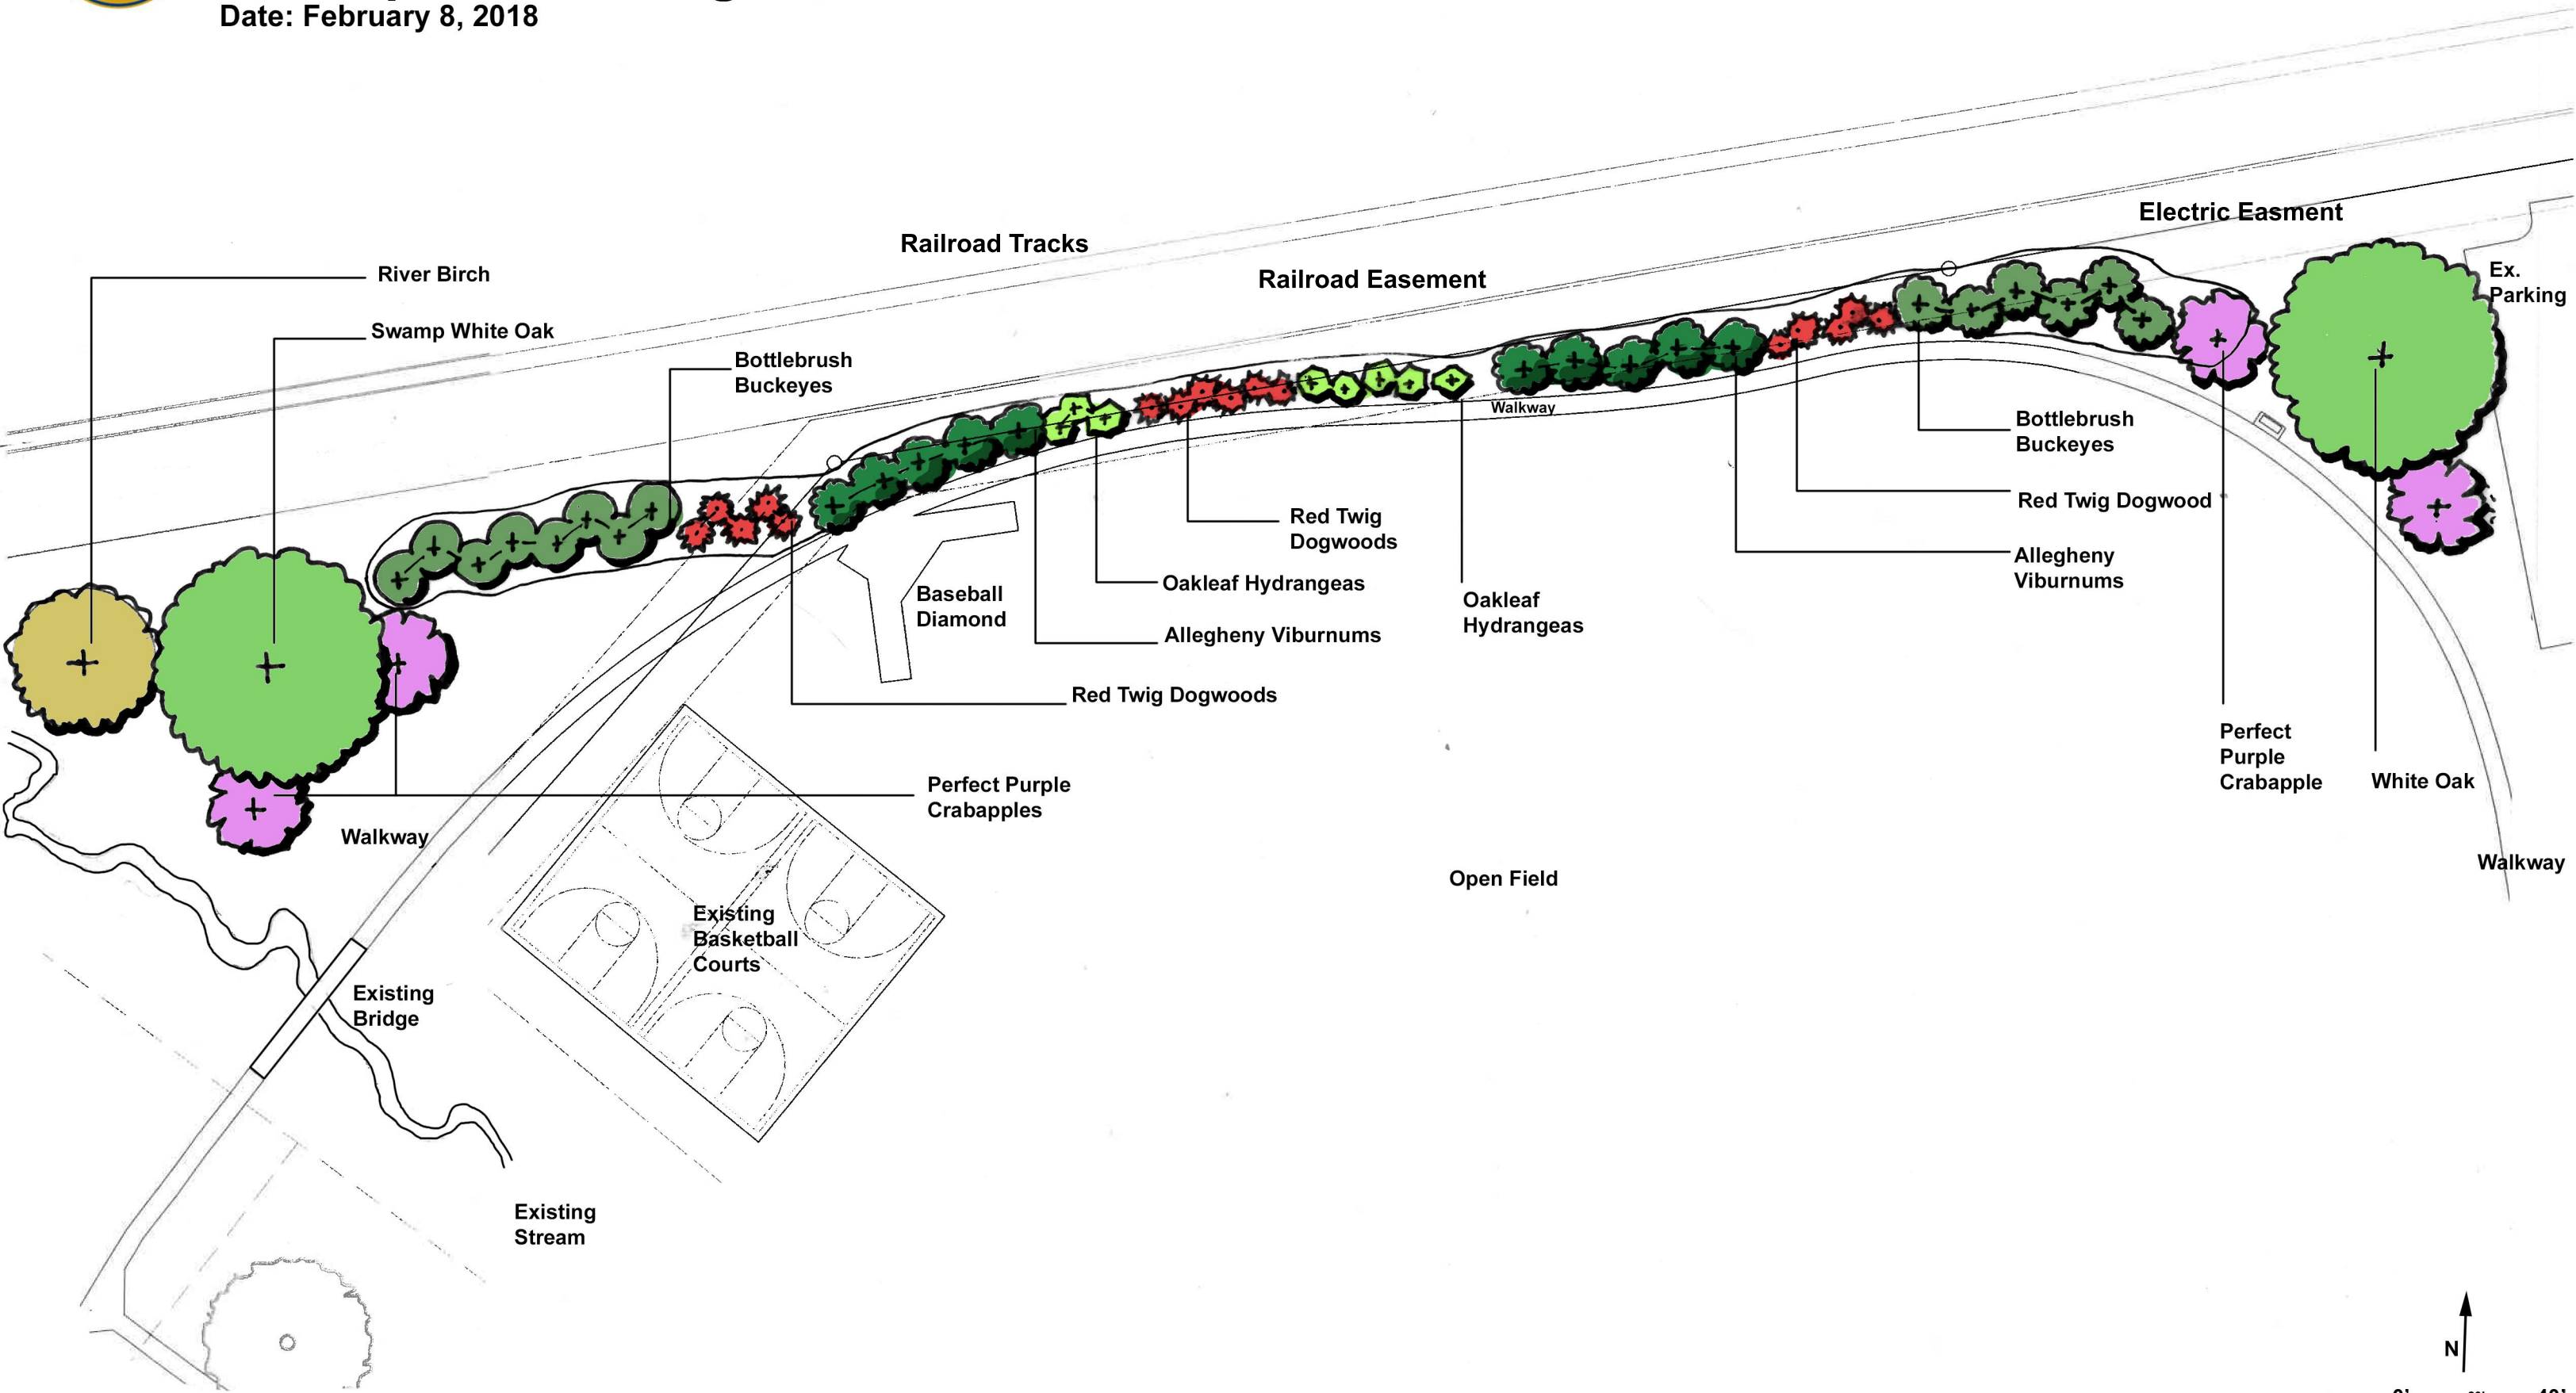 Date: February 8, 2018
Electric Easment
Railroad Tracks
Railroad Easement
River Birch
Ex.
Parking
Swamp White Oak
Bottlebrush
Buckeyes
Walkway
Bottlebrush
Buckeyes
Red Twig Dogwood
Red Twig
Dogwoods
Allegheny
Viburnums
Oakleaf Hydrangeas
Baseball
Diamond
Oakleaf
Hydrangeas
Allegheny Viburnums
Red Twig Dogwoods
Perfect
Purple
Crabapple
White Oak
Perfect Purple
Crabapples
Walkway
Walkway
Open Field
Existing
Basketball
Courts
Existing
Bridge
Existing
Stream
N